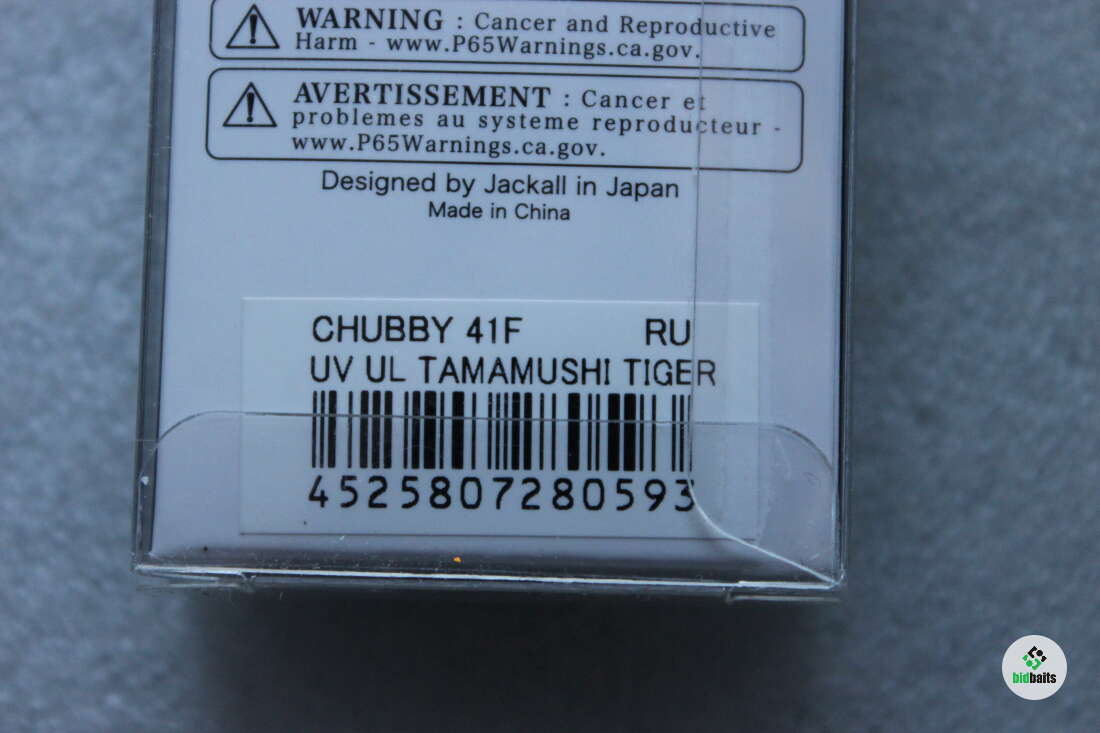 WARNING : Cancer and Reproductive
Harm - www.P65Warnings.ca.gov.
AVERTISSEMENT : Cancer et
problemes au systeme reproducteur -
www.P65Warnings.ca.gov.
Designed by Jackall in Japan
Made in China
CHUBBY 41F RU
UV UL TAMAMUSHI TIGER
4525807280593
bidbaits